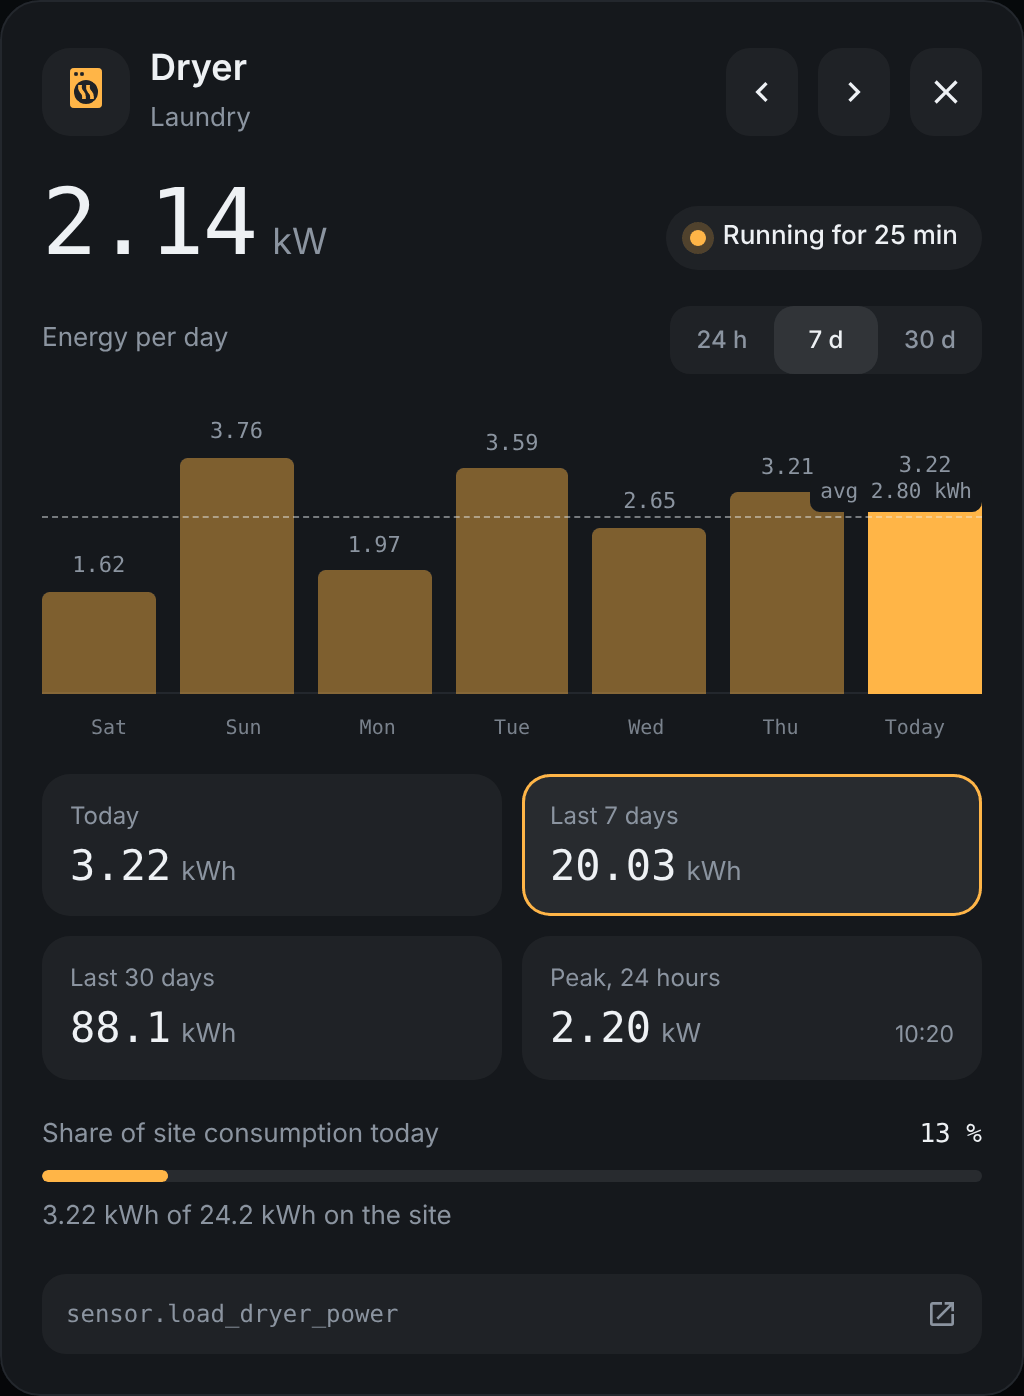 Dryer
Laundry
2.14 kW
Running for 25 min
Energy per day
24 h 7 d 30 d
3.76
3.59
3.21
3.22
avg 2.80 kWh
2.65
1.97
1.62
Sat Sun Mon Tue Wed Thu Today
Today
3.22 kWh
Last 7 days
20.03 kWh
Last 30 days
88.1 kWh
Peak, 24 hours
2.20 kW 10:20
Share of site consumption today 13 %
3.22 kWh of 24.2 kWh on the site
sensor.load_dryer_power